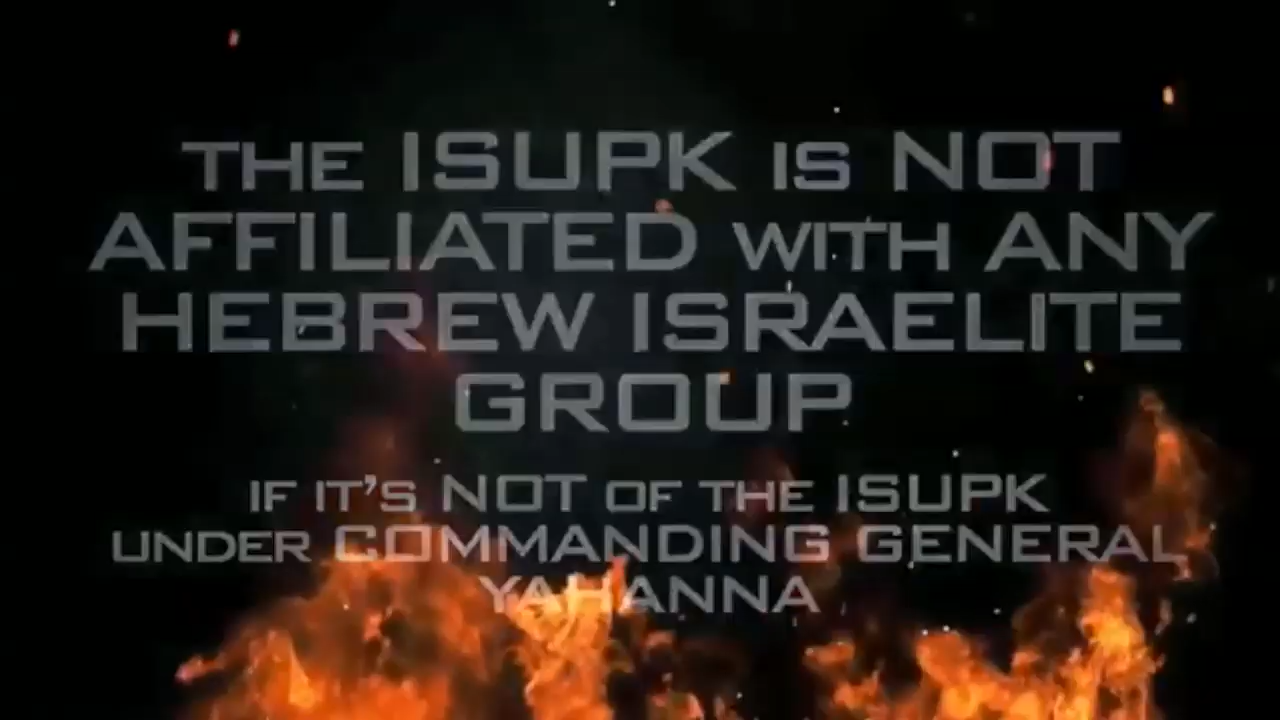 THE ISUPK IS NOT
AFFILIATED WITH ANY
HEBREW ISRAELITE
GROUP
IF IT'S NOT OF THE ISUPK
UNDER COMMANDING GENERAL
YAHANNA